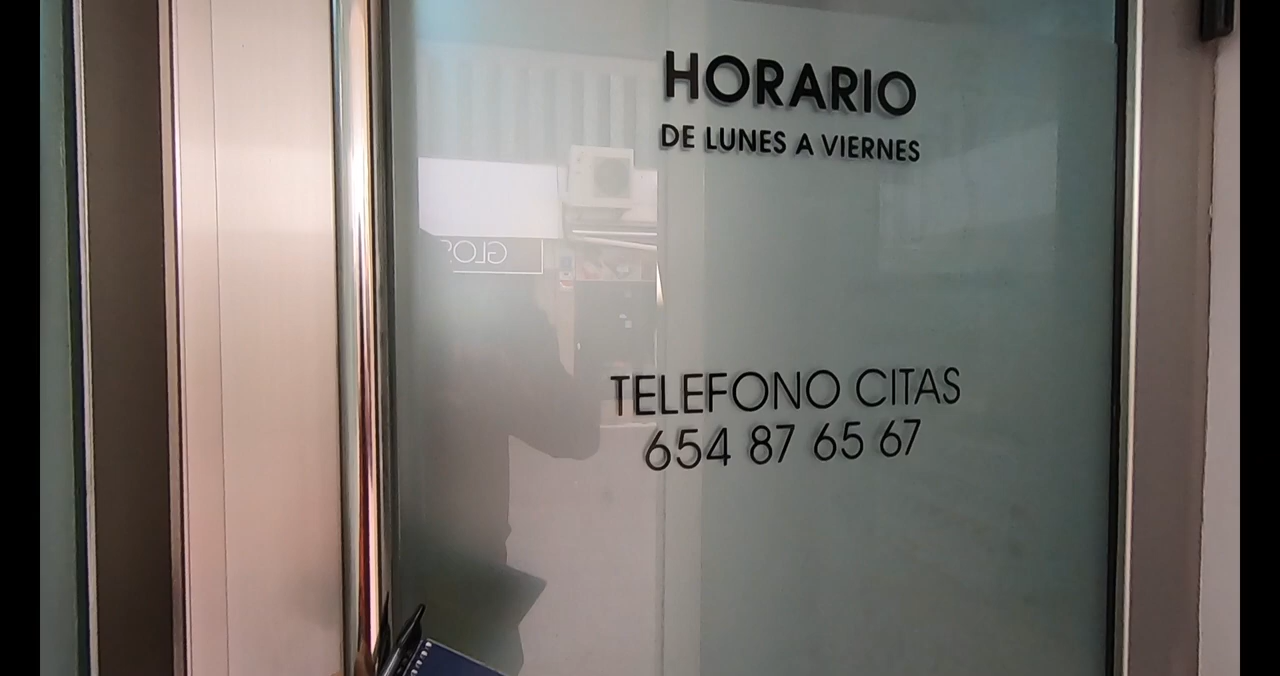 HORARIO
DE LUNES A VIERNES
TELEFONO CITAS
654 87 65 67